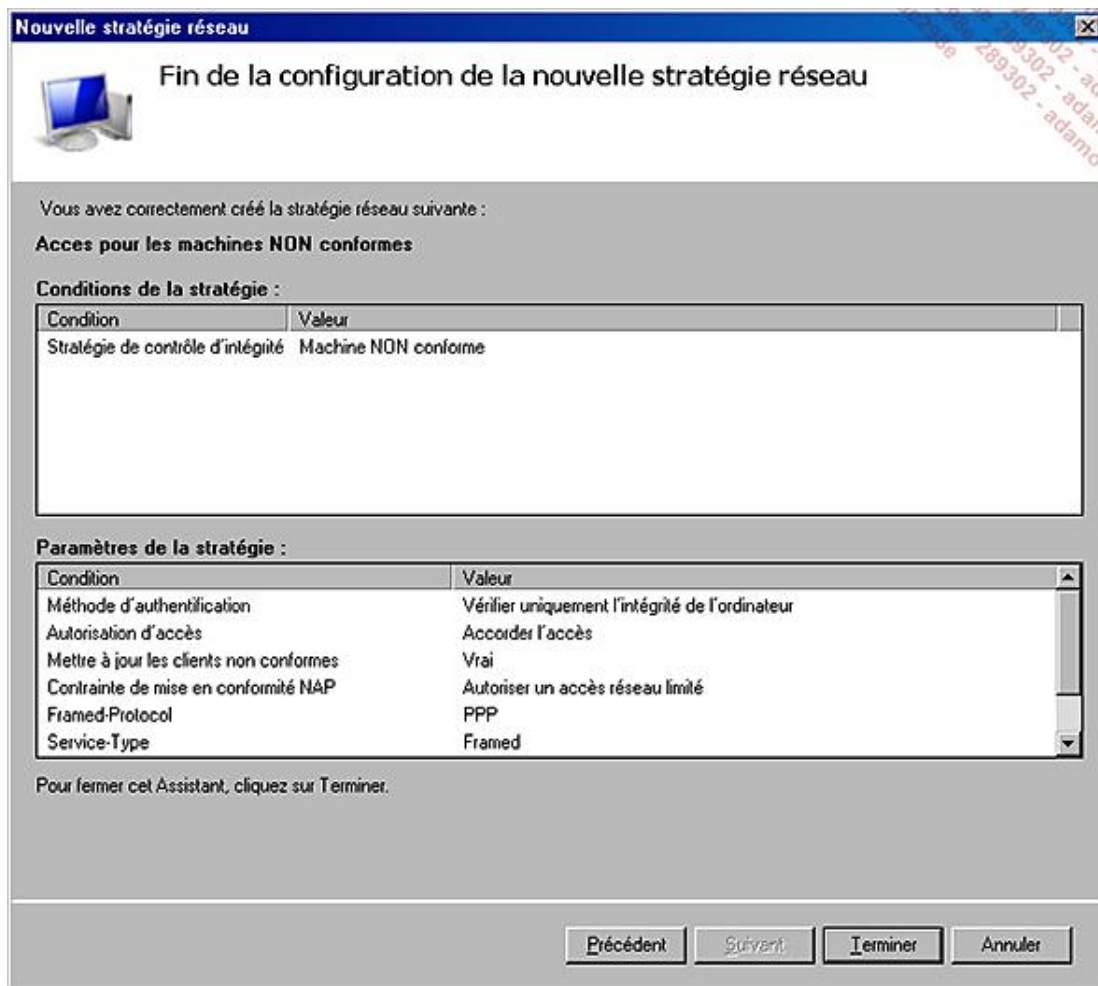 Nouvelle stratégie réseau
Fin de la configuration de la nouvelle stratégie réseau
Vous avez correctement créé la stratégie réseau suivante :
Acces pour les machines NON conformes
Conditions de la stratégie :
Condition Valeur
Stratégie de contrôle d'intégrité Machine NON conforme
Paramètres de la stratégie :
Condition Valeur
Méthode d'authentification Vérifier uniquement l'intégrité de l'ordinateur
Autorisation d'accès Accorder l'accès
Mettre à jour les clients non conformes Vrai
Contrainte de mise en conformité NAP Autoriser un accès réseau limité
Framed-Protocol PPP
Service-Type Framed
Pour fermer cet Assistant, cliquez sur Terminer.
Précédent Suivant Terminer Annuler
289302
289302 - adamo